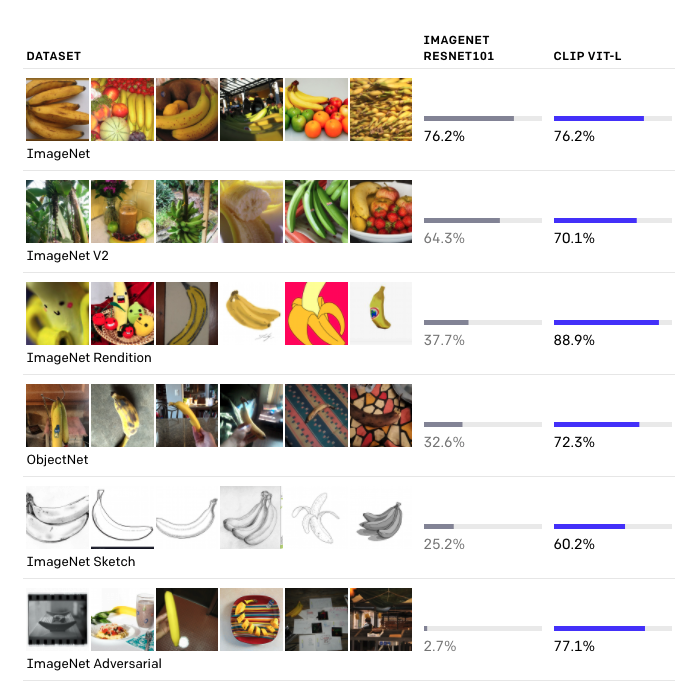 DATASET
IMAGENET
RESNET101
CLIP VIT-L
76.2%
76.2%
ImageNet
64.3%
70.1%
ImageNet V2
37.7%
88.9%
ImageNet Rendition
32.6%
72.3%
ObjectNet
25.2%
60.2%
ImageNet Sketch
2.7%
77.1%
ImageNet Adversarial